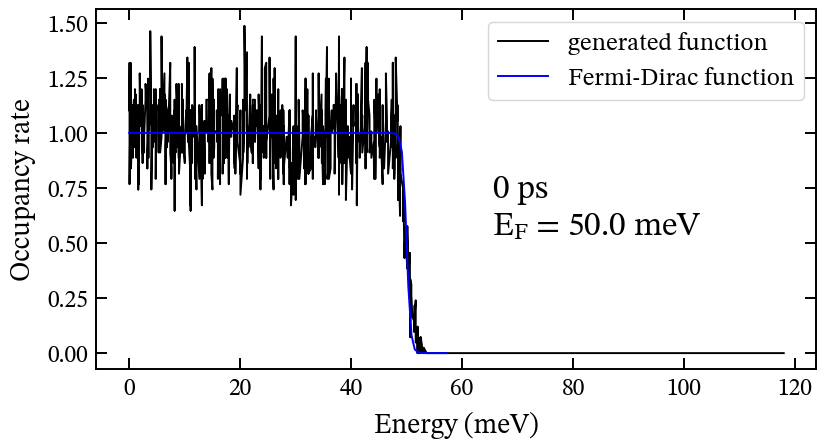 1.50
1.25
1.00
0.75
0.50
0.25
0.00
Occupancy rate
generated function
Fermi-Dirac function
0 ps
E_F = 50.0 meV
0 20 40 60 80 100 120
Energy (meV)